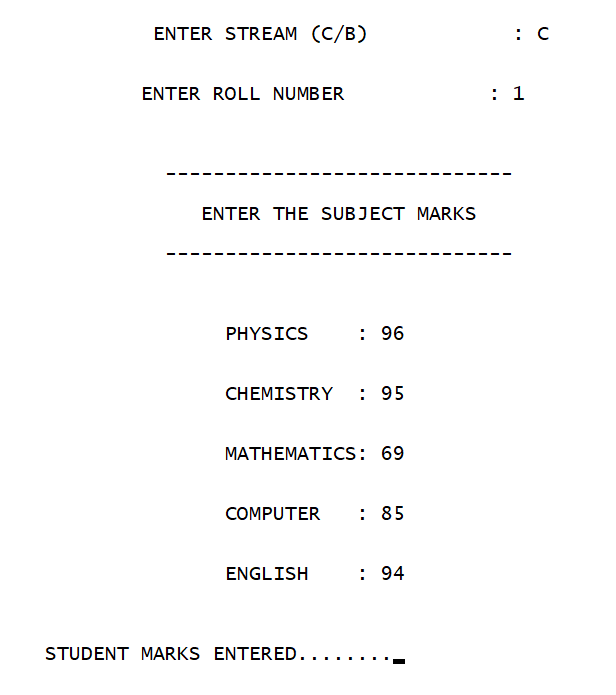 ENTER STREAM (C/B) : C
ENTER ROLL NUMBER : 1
-----------------------------
ENTER THE SUBJECT MARKS
-----------------------------
PHYSICS : 96
CHEMISTRY : 95
MATHEMATICS: 69
COMPUTER : 85
ENGLISH : 94
STUDENT MARKS ENTERED........_